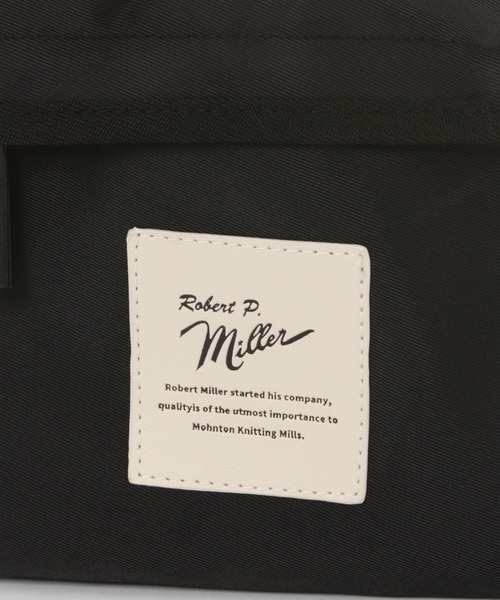 Robert P.
Miller
Robert Miller started his company,
qualityis of the utmost importance to
Mohnton Knitting Mills.